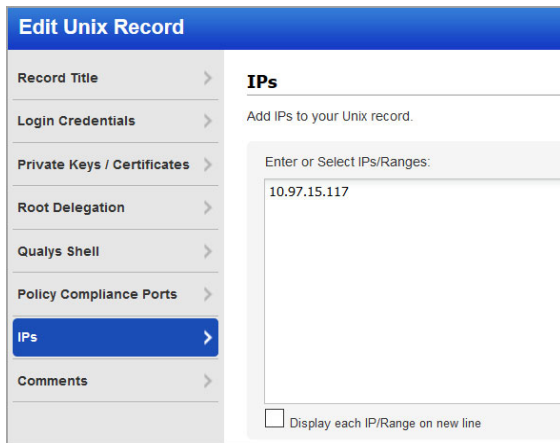 Edit Unix Record
Record Title
Login Credentials
Private Keys / Certificates
Root Delegation
Qualys Shell
Policy Compliance Ports
IPs
Comments
IPs
Add IPs to your Unix record.
Enter or Select IPs/Ranges:
10.97.15.117
Display each IP/Range on new line